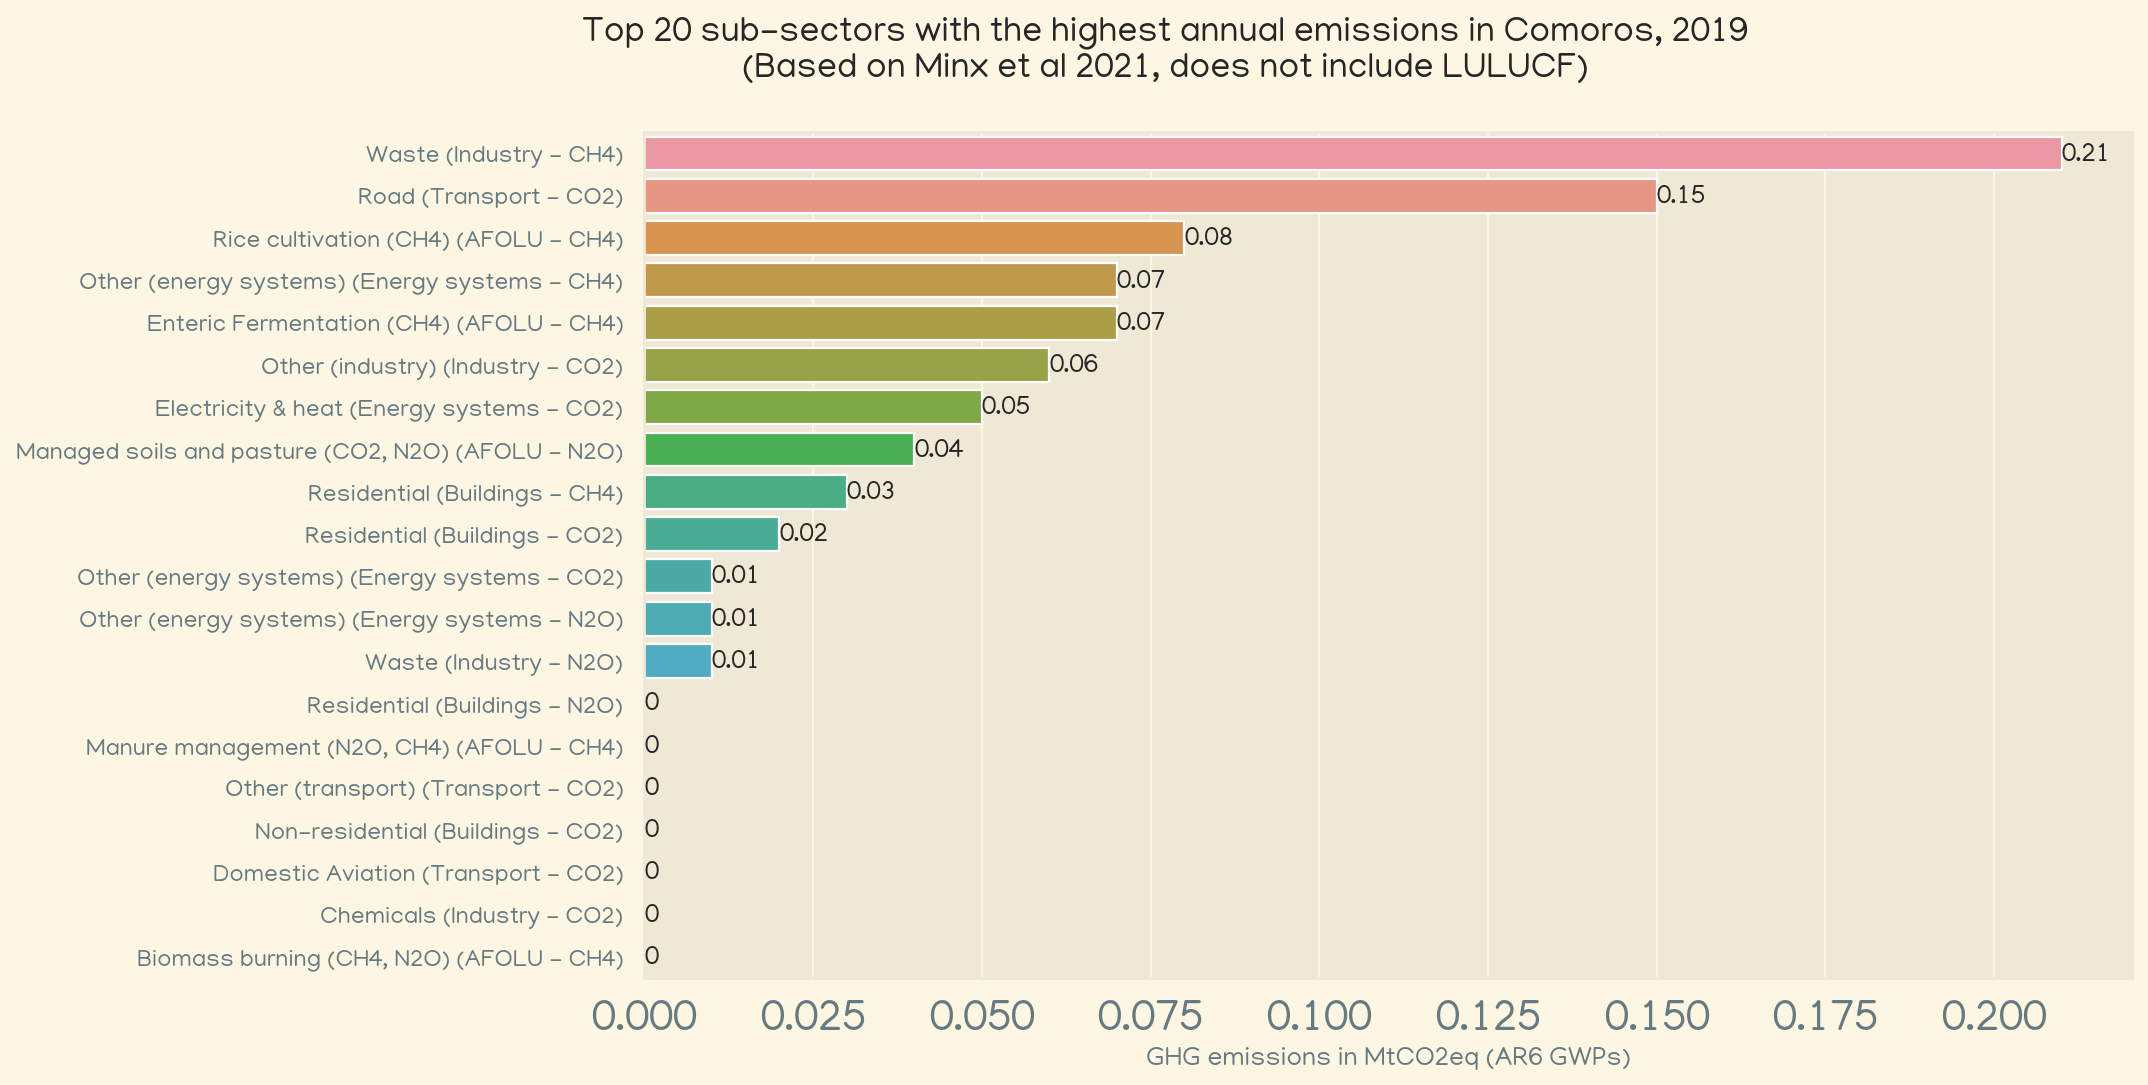 Top 20 sub-sectors with the highest annual emissions in Comoros, 2019
(Based on Minx et al 2021, does not include LULUCF)
Waste (Industry - CH4) 0.21
Road (Transport - CO2) 0.15
Rice cultivation (CH4) (AFOLU - CH4) 0.08
Other (energy systems) (Energy systems - CH4) 0.07
Enteric Fermentation (CH4) (AFOLU - CH4) 0.07
Other (industry) (Industry - CO2) 0.06
Electricity & heat (Energy systems - CO2) 0.05
Managed soils and pasture (CO2, N2O) (AFOLU - N2O) 0.04
Residential (Buildings - CH4) 0.03
Residential (Buildings - CO2) 0.02
Other (energy systems) (Energy systems - CO2) 0.01
Other (energy systems) (Energy systems - N2O) 0.01
Waste (Industry - N2O) 0.01
Residential (Buildings - N2O) 0
Manure management (N2O, CH4) (AFOLU - CH4) 0
Other (transport) (Transport - CO2) 0
Non-residential (Buildings - CO2) 0
Domestic Aviation (Transport - CO2) 0
Chemicals (Industry - CO2) 0
Biomass burning (CH4, N2O) (AFOLU - CH4) 0
0.000 0.025 0.050 0.075 0.100 0.125 0.150 0.175 0.200
GHG emissions in MtCO2eq (AR6 GWPs)